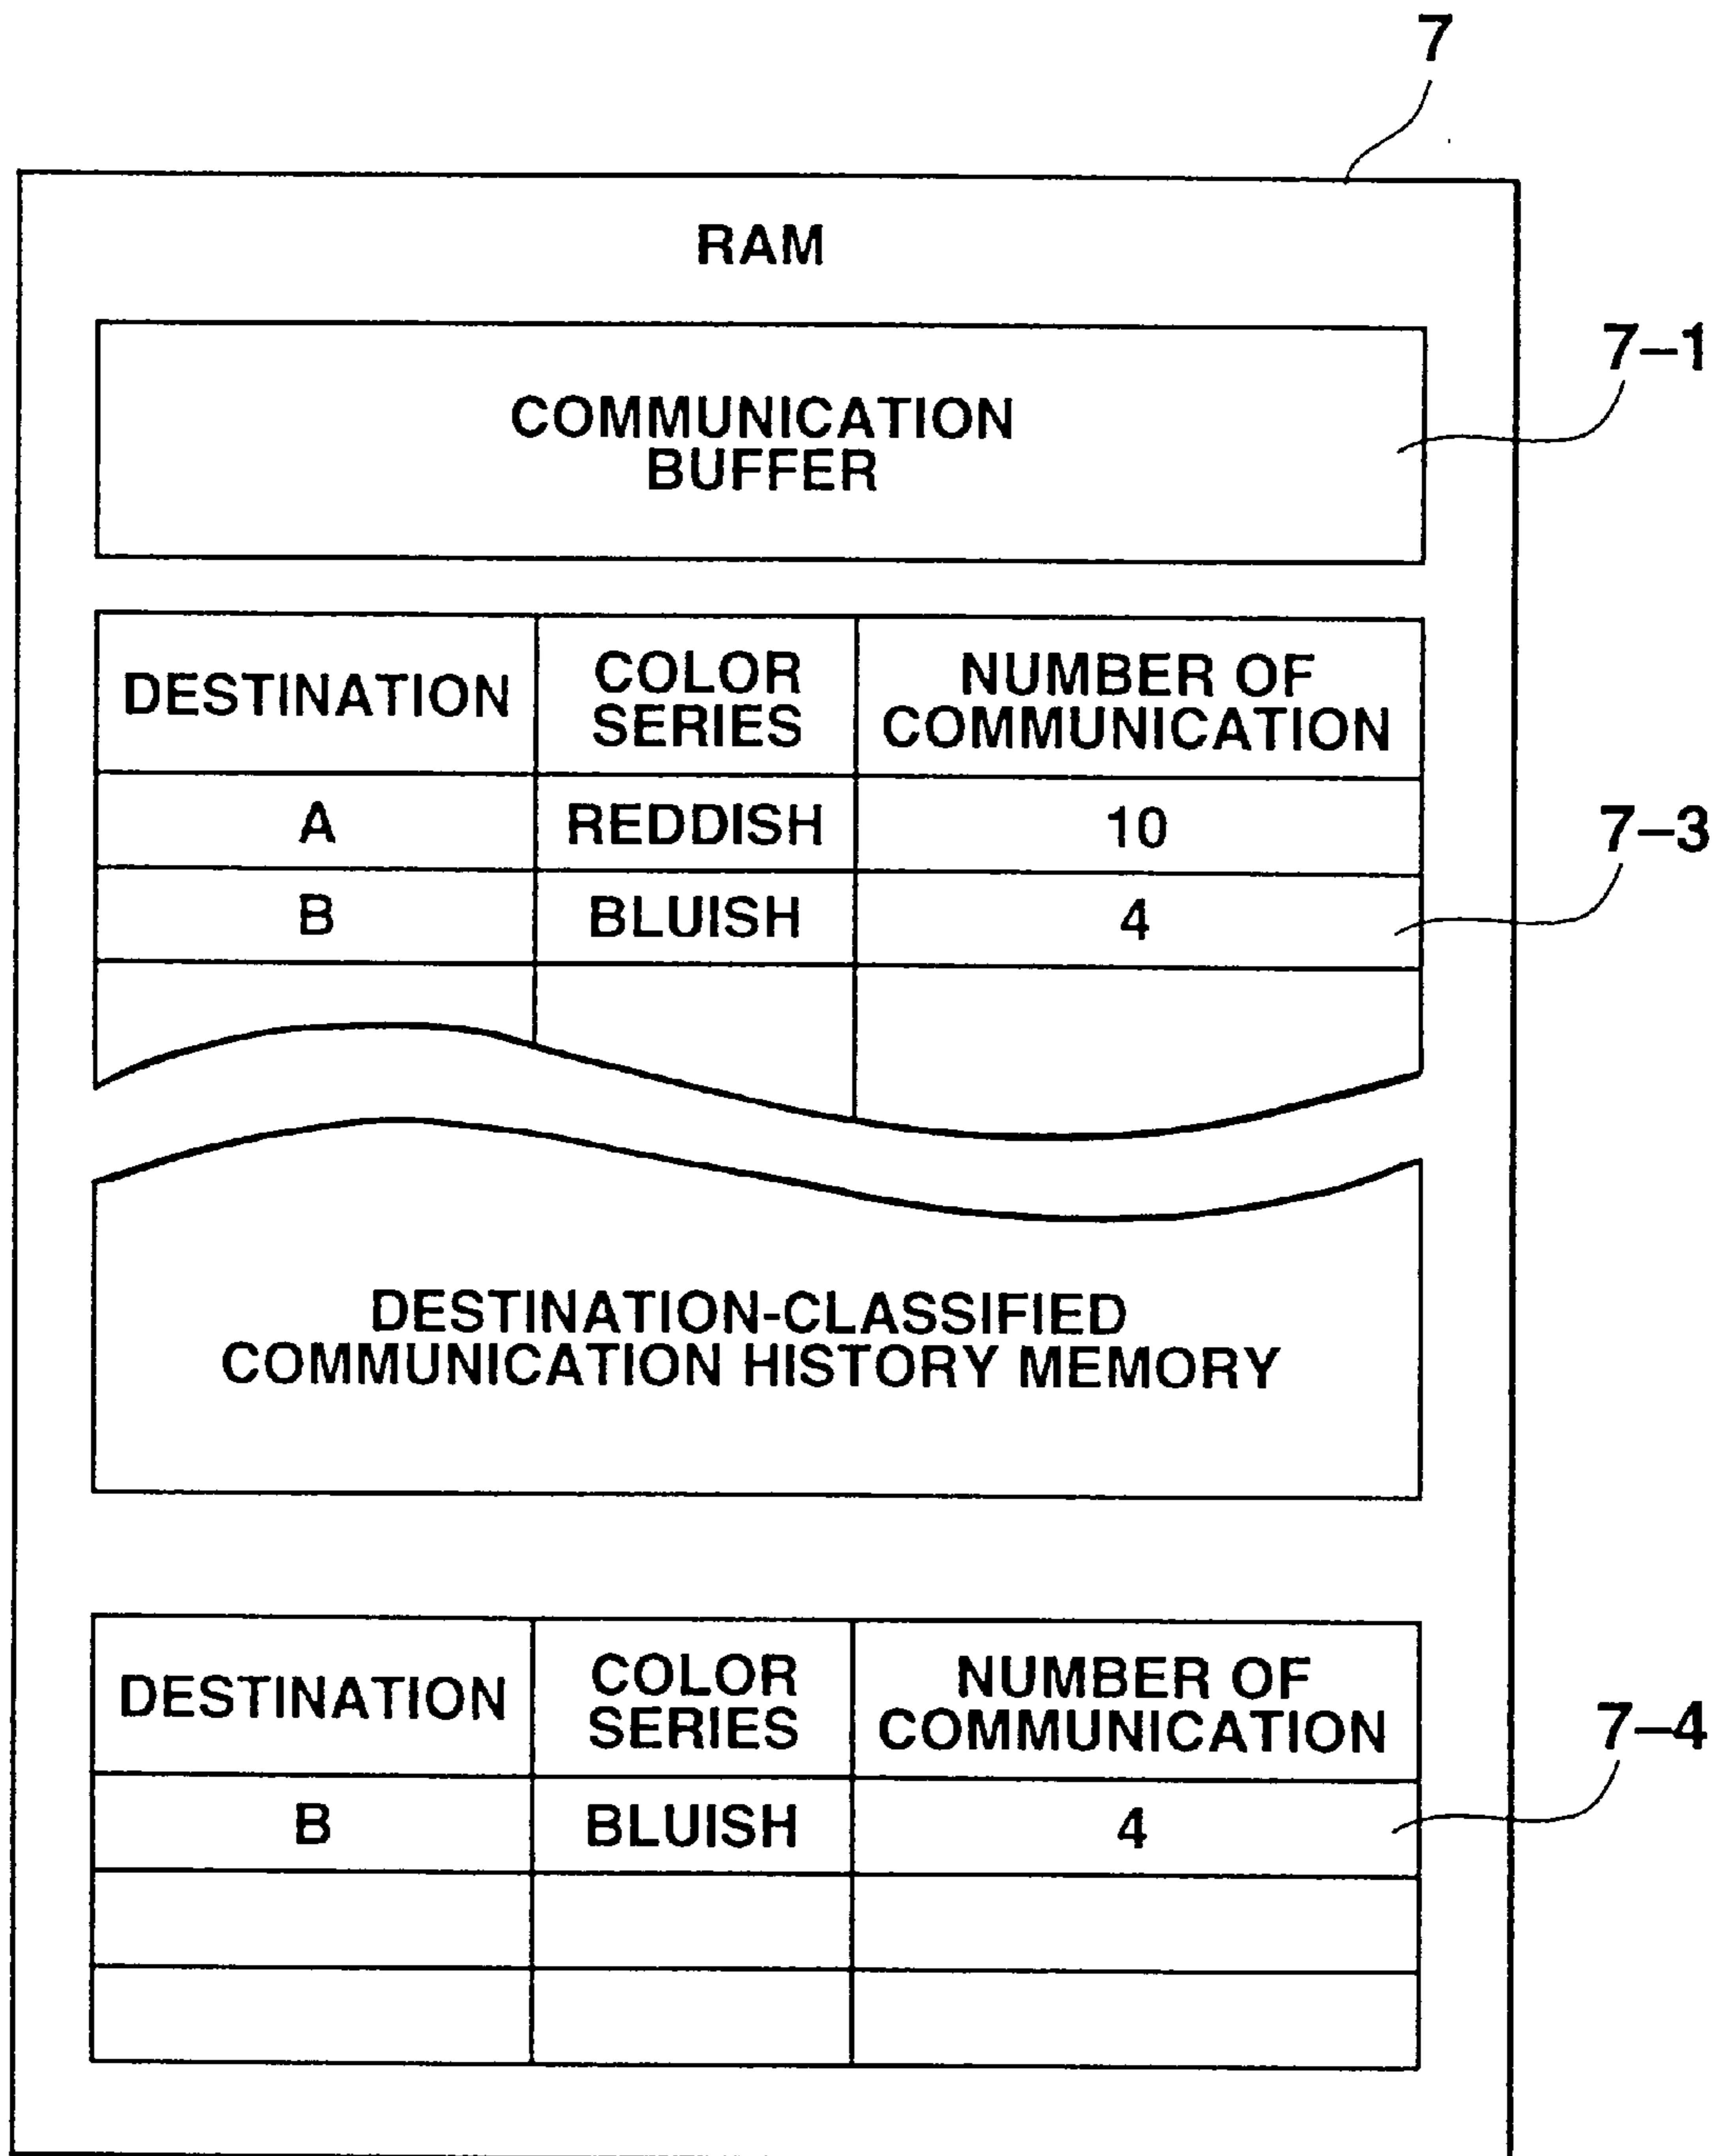 7
RAM
7–1
COMMUNICATION
BUFFER
DESTINATION
COLOR
SERIES
NUMBER OF
COMMUNICATION
A
REDDISH
10
7–3
B
BLUISH
4
DESTINATION-CLASSIFIED
COMMUNICATION HISTORY MEMORY
DESTINATION
COLOR
SERIES
NUMBER OF
COMMUNICATION
7–4
B
BLUISH
4